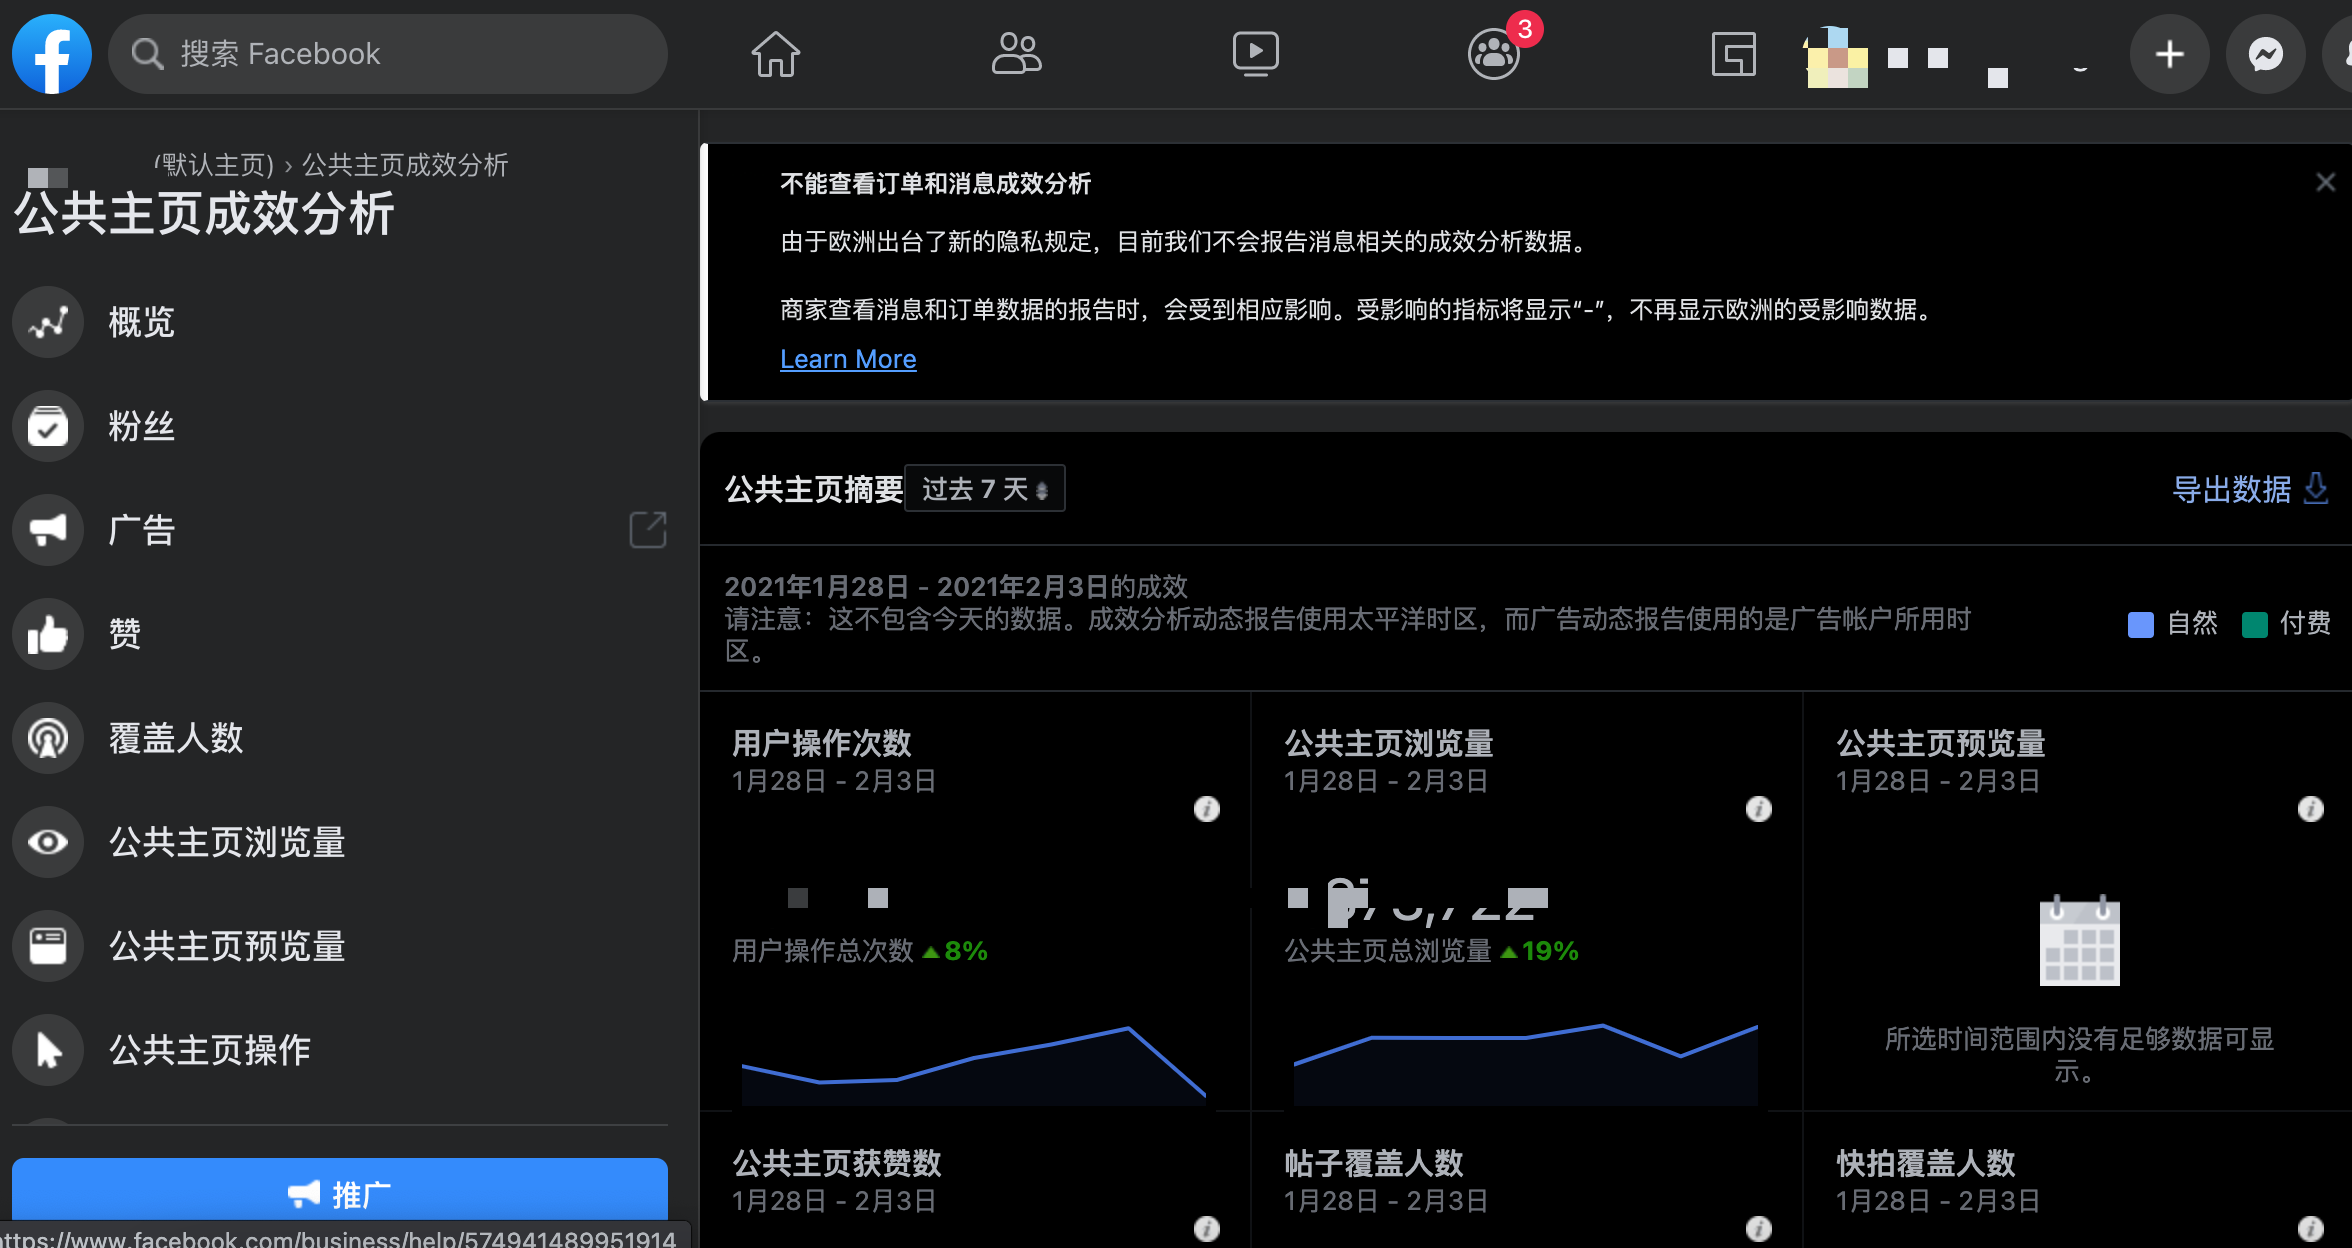 搜索 Facebook
3
(默认主页) › 公共主页成效分析
公共主页成效分析
概览
粉丝
广告
赞
覆盖人数
公共主页浏览量
公共主页预览量
公共主页操作
推广
https://www.facebook.com/business/help/574941489951914
不能查看订单和消息成效分析
由于欧洲出台了新的隐私规定，目前我们不会报告消息相关的成效分析数据。
商家查看消息和订单数据的报告时，会受到相应影响。受影响的指标将显示“-”，不再显示欧洲的受影响数据。
Learn More
公共主页摘要 过去 7 天
导出数据
2021年1月28日 - 2021年2月3日的成效
请注意：这不包含今天的数据。成效分析动态报告使用太平洋时区，而广告动态报告使用的是广告帐户所用时
区。
自然 付费
用户操作次数
1月28日 - 2月3日
用户操作总次数 8%
公共主页浏览量
1月28日 - 2月3日
公共主页总浏览量 19%
公共主页预览量
1月28日 - 2月3日
所选时间范围内没有足够数据可显
示。
公共主页获赞数
1月28日 - 2月3日
帖子覆盖人数
1月28日 - 2月3日
快拍覆盖人数
1月28日 - 2月3日